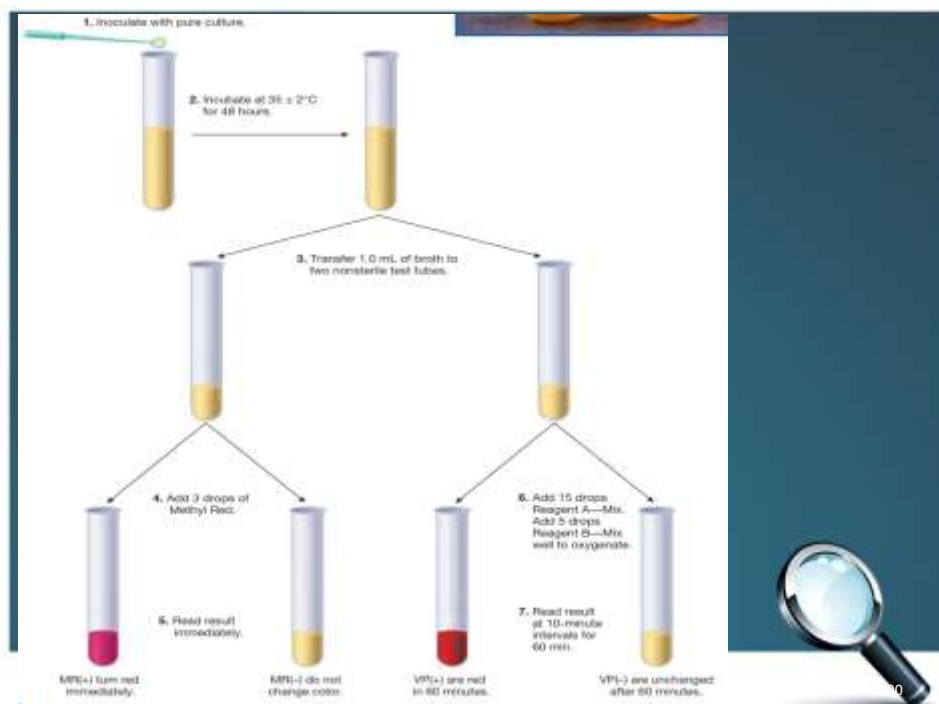 1. Inoculate with pure culture.
2. Incubate at 35 ± 2°C
for 48 hours.
3. Transfer 1.0 mL of broth to
two nonsterile test tubes.
4. Add 3 drops of
Methyl Red.
6. Add 15 drops
Reagent A—Mix.
Add 5 drops
Reagent B—Mix
well to oxygenate.
5. Read result
immediately.
7. Read result
at 10-minute
intervals for
60 min.
MR(+) turn red
immediately.
MR(–) do not
change color.
VP(+) are red
in 60 minutes.
VP(–) are unchanged
after 60 minutes.